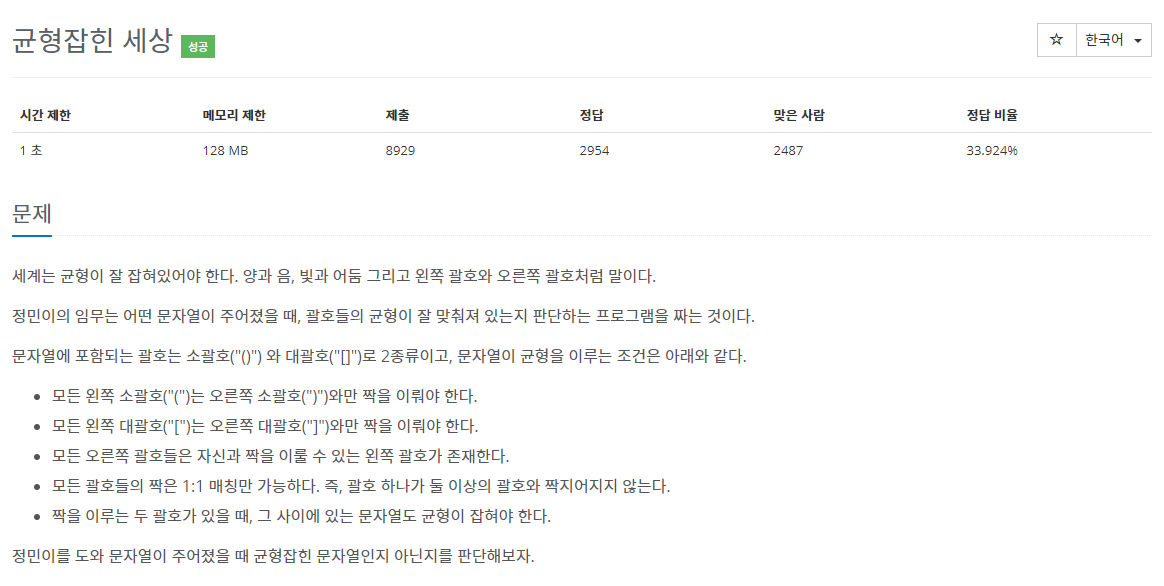 균형잡힌 세상 성공
☆ 한국어
시간 제한 메모리 제한 제출 정답 맞은 사람 정답 비율
1 초 128 MB 8929 2954 2487 33.924%
문제
세계는 균형이 잘 잡혀있어야 한다. 양과 음, 빛과 어둠 그리고 왼쪽 괄호와 오른쪽 괄호처럼 말이다.
정민이의 임무는 어떤 문자열이 주어졌을 때, 괄호들의 균형이 잘 맞춰져 있는지 판단하는 프로그램을 짜는 것이다.
문자열에 포함되는 괄호는 소괄호("()") 와 대괄호("[]")로 2종류이고, 문자열이 균형을 이루는 조건은 아래와 같다.
• 모든 왼쪽 소괄호("(")는 오른쪽 소괄호(")")와만 짝을 이뤄야 한다.
• 모든 왼쪽 대괄호("[")는 오른쪽 대괄호("]")와만 짝을 이뤄야 한다.
• 모든 오른쪽 괄호들은 자신과 짝을 이룰 수 있는 왼쪽 괄호가 존재한다.
• 모든 괄호들의 짝은 1:1 매칭만 가능하다. 즉, 괄호 하나가 둘 이상의 괄호와 짝지어지지 않는다.
• 짝을 이루는 두 괄호가 있을 때, 그 사이에 있는 문자열도 균형이 잡혀야 한다.
정민이를 도와 문자열이 주어졌을 때 균형잡힌 문자열인지 아닌지를 판단해보자.